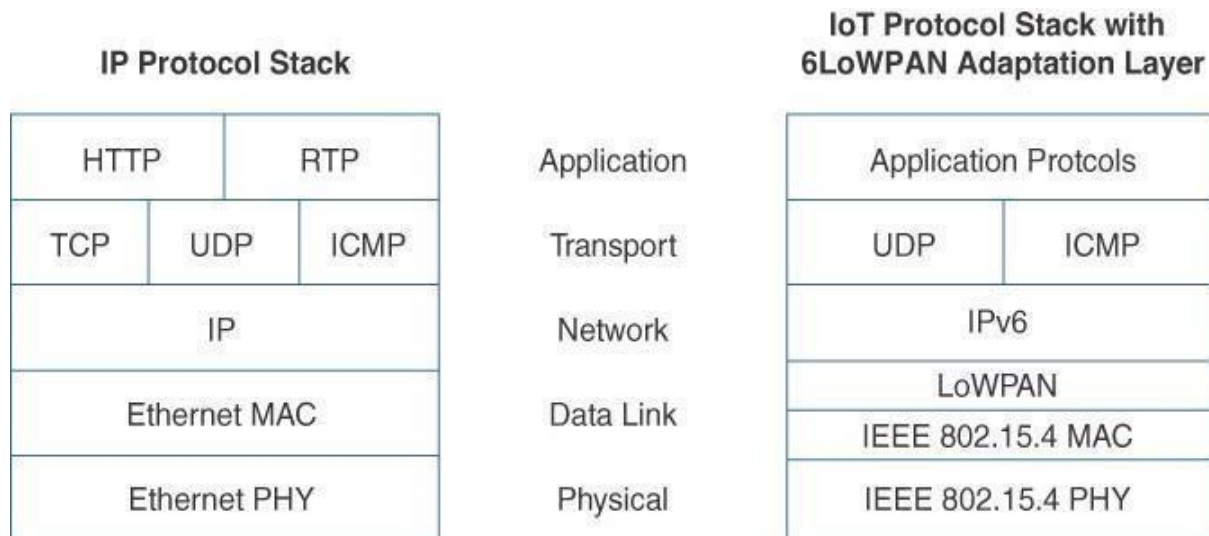 IP Protocol Stack
IoT Protocol Stack with
6LoWPAN Adaptation Layer
HTTP RTP Application Application Protcols
TCP UDP ICMP Transport UDP ICMP
IP Network IPv6
Ethernet MAC Data Link LoWPAN
IEEE 802.15.4 MAC
Ethernet PHY Physical IEEE 802.15.4 PHY